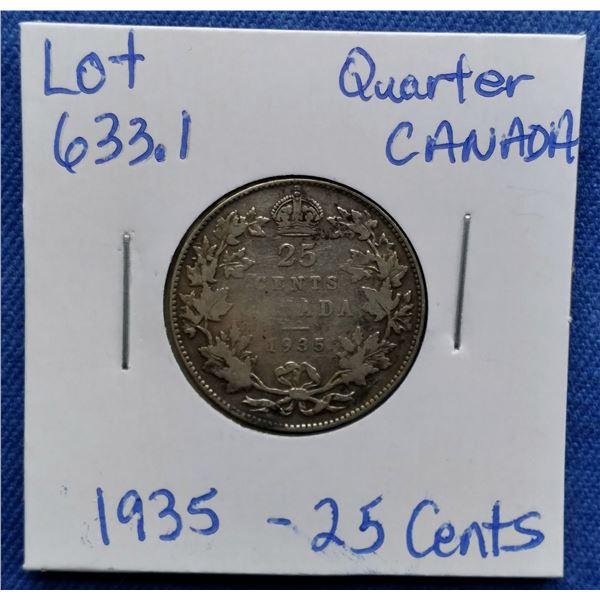 Lot
633.1
Quarter
CANADA
25
CENTS
CANADA
1935
1935 - 25 Cents